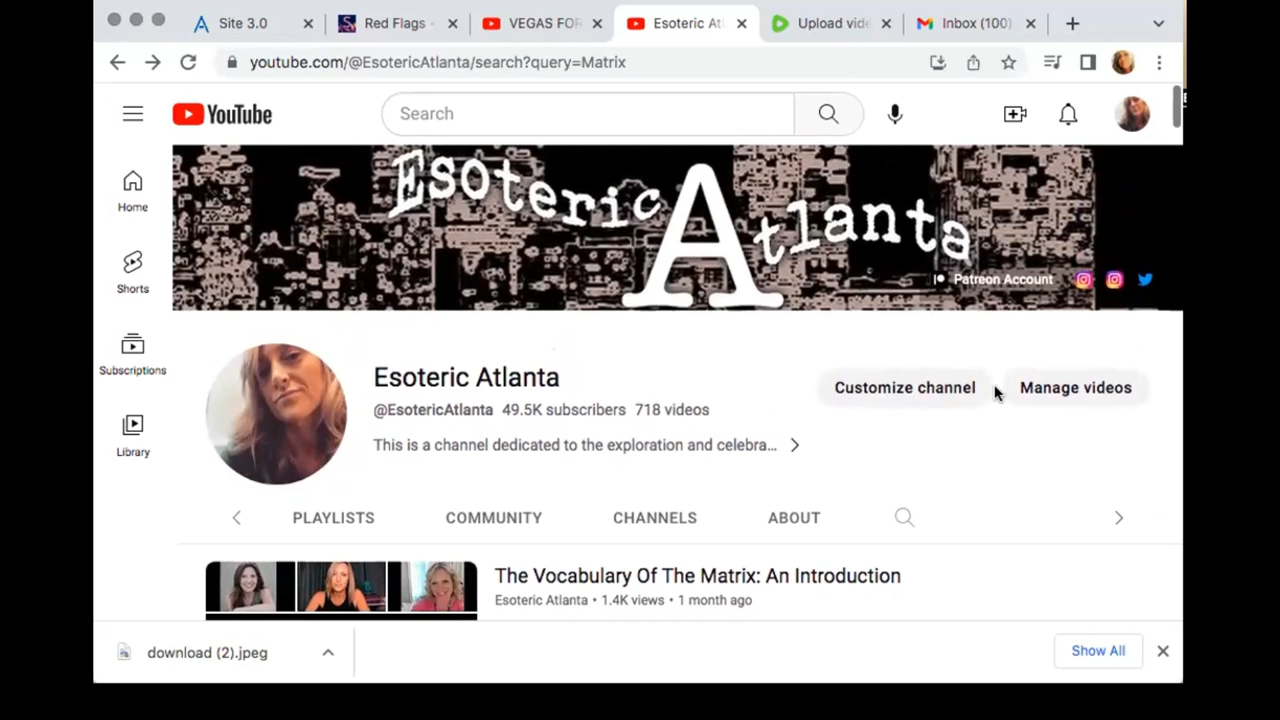 Site 3.0
Red Flags -
VEGAS FOR
Esoteric Atl
Upload vide
Inbox (100)
youtube.com/@EsotericAtlanta/search?query=Matrix
YouTube
Search
Home
Shorts
Subscriptions
Library
Esoteric Atlanta
Patreon Account
Esoteric Atlanta
@EsotericAtlanta 49.5K subscribers 718 videos
This is a channel dedicated to the exploration and celebra...
Customize channel
Manage videos
PLAYLISTS COMMUNITY CHANNELS ABOUT
The Vocabulary Of The Matrix: An Introduction
Esoteric Atlanta • 1.4K views • 1 month ago
download (2).jpeg
Show All